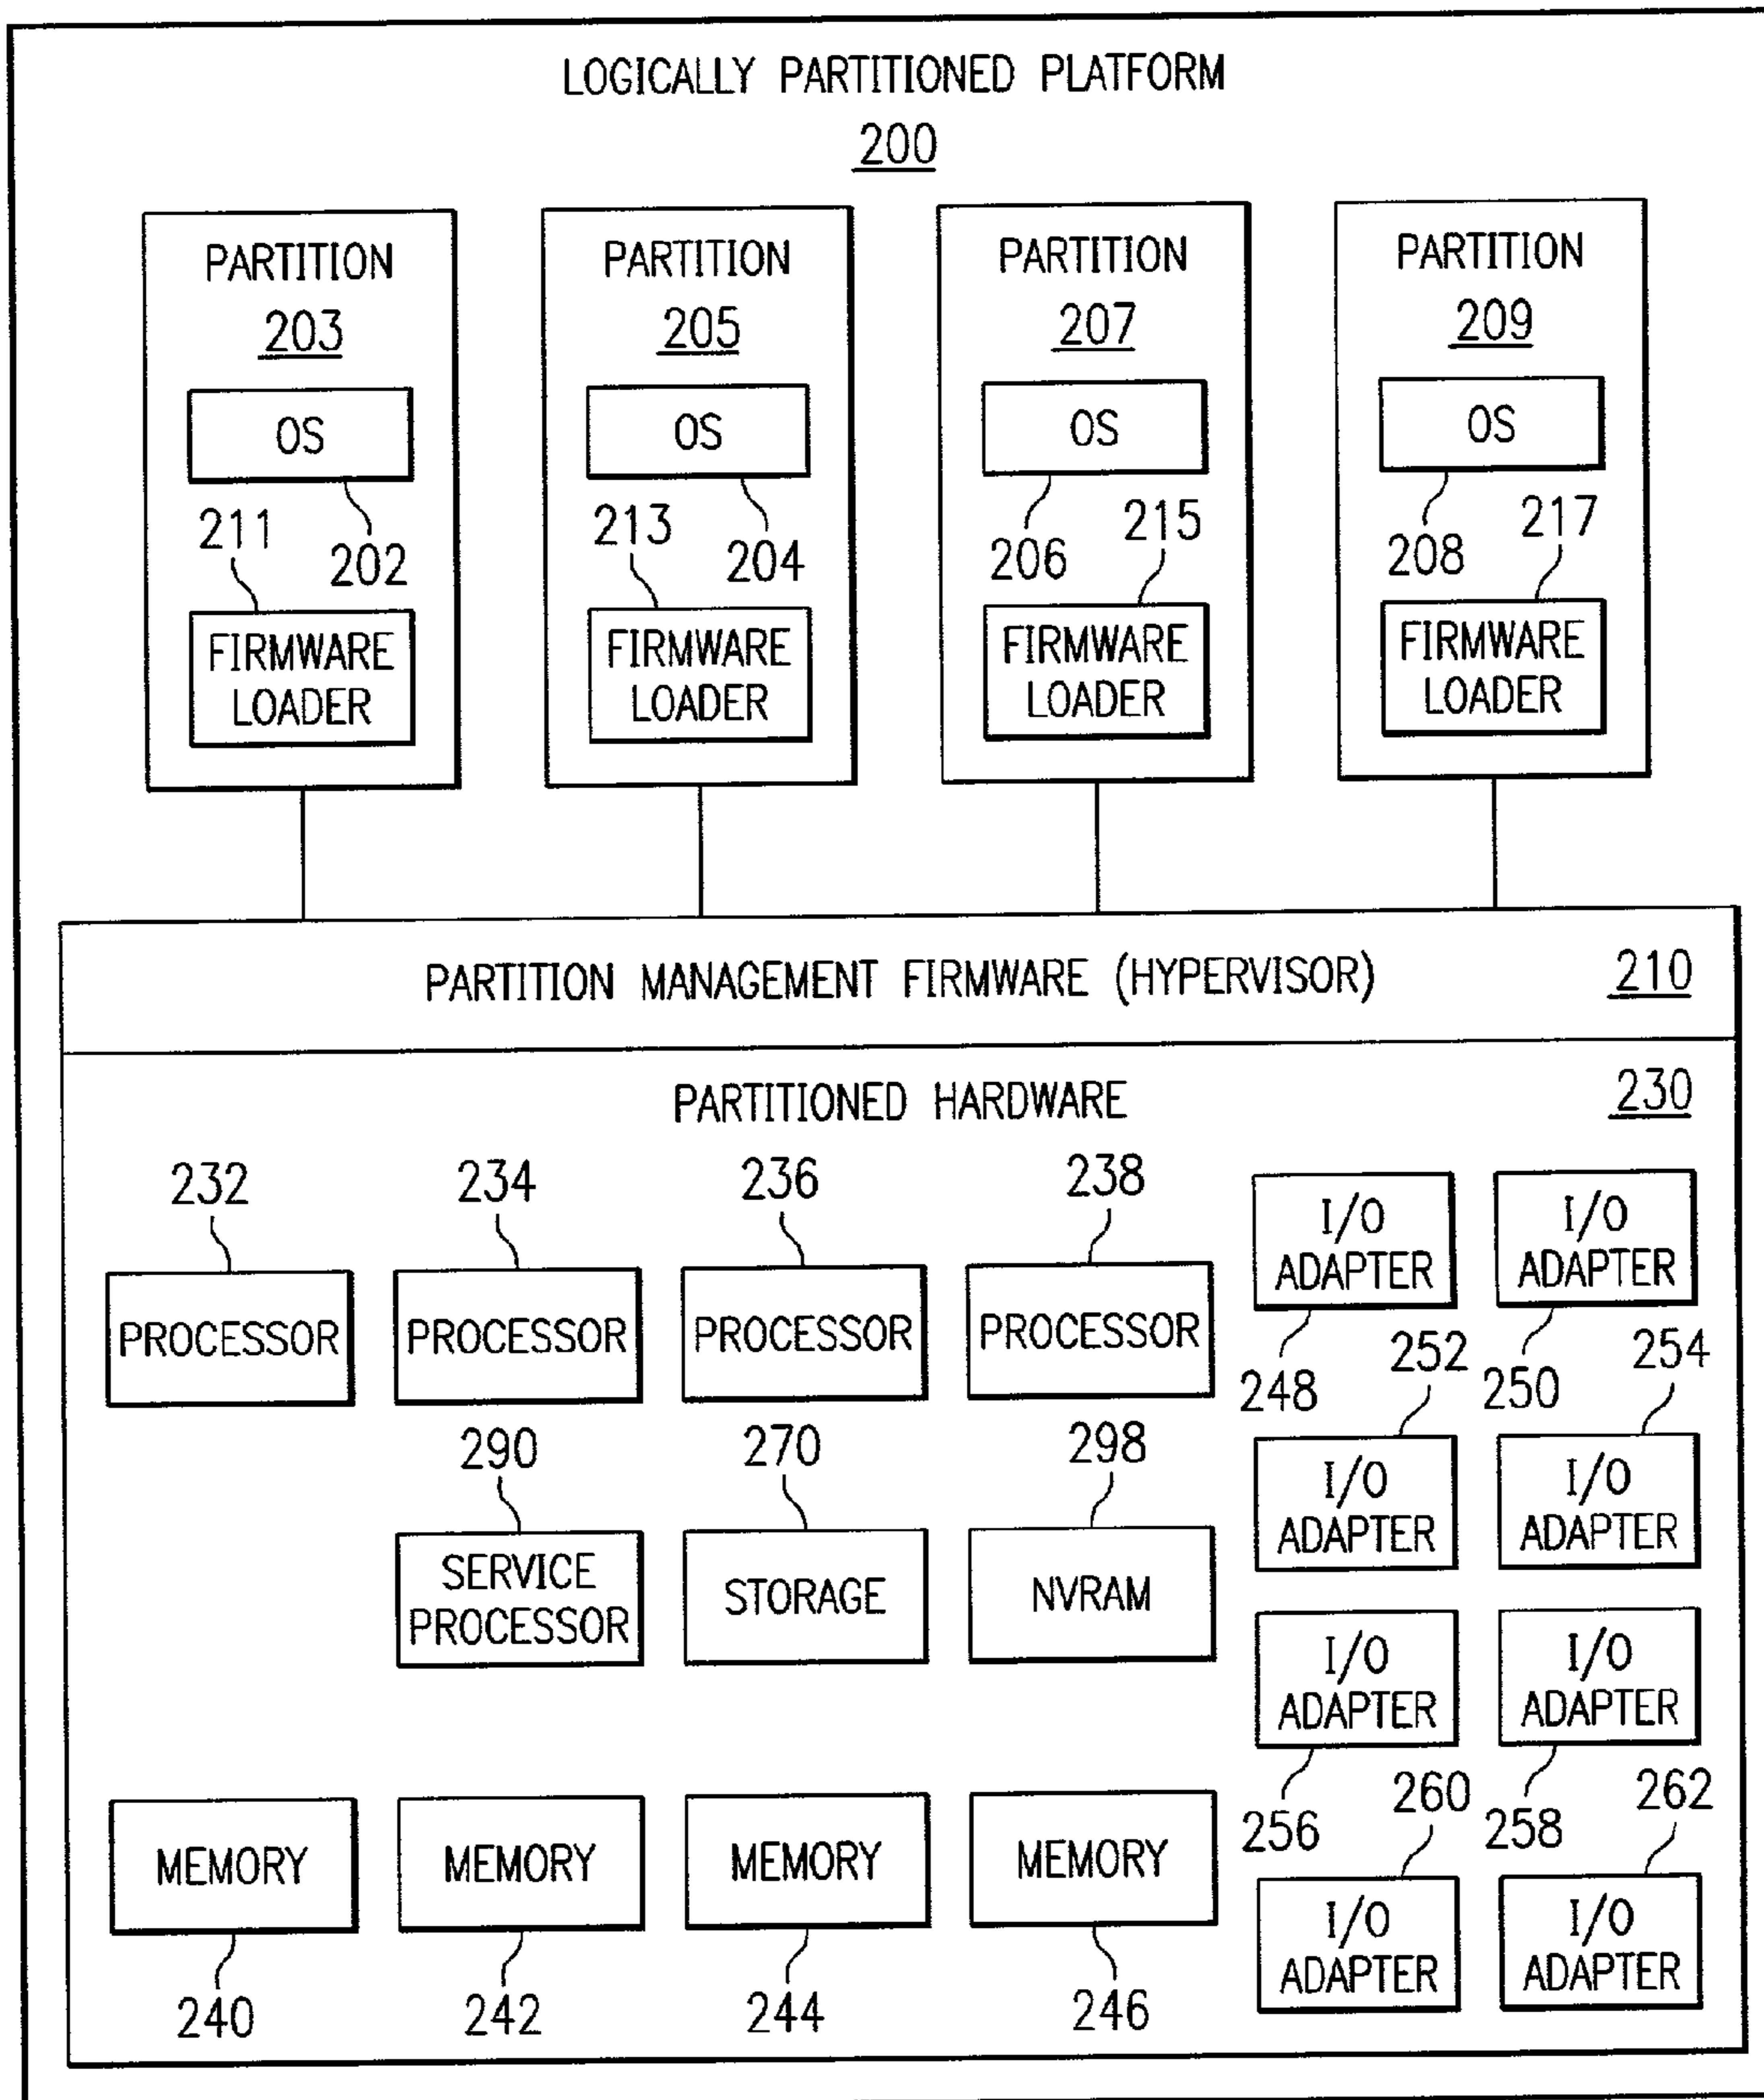 LOGICALLY PARTITIONED PLATFORM
200
PARTITION
203
OS
211
202
FIRMWARE
LOADER
PARTITION
205
OS
213
204
FIRMWARE
LOADER
PARTITION
207
OS
206
215
FIRMWARE
LOADER
PARTITION
209
OS
208
217
FIRMWARE
LOADER
PARTITION MANAGEMENT FIRMWARE (HYPERVISOR)
210
PARTITIONED HARDWARE
230
232
234
236
238
PROCESSOR
PROCESSOR
PROCESSOR
PROCESSOR
290
270
298
SERVICE
PROCESSOR
STORAGE
NVRAM
MEMORY
MEMORY
MEMORY
MEMORY
240
242
244
246
I/O
ADAPTER
I/O
ADAPTER
248
252
250
254
I/O
ADAPTER
I/O
ADAPTER
I/O
ADAPTER
I/O
ADAPTER
256
260
258
262
I/O
ADAPTER
I/O
ADAPTER